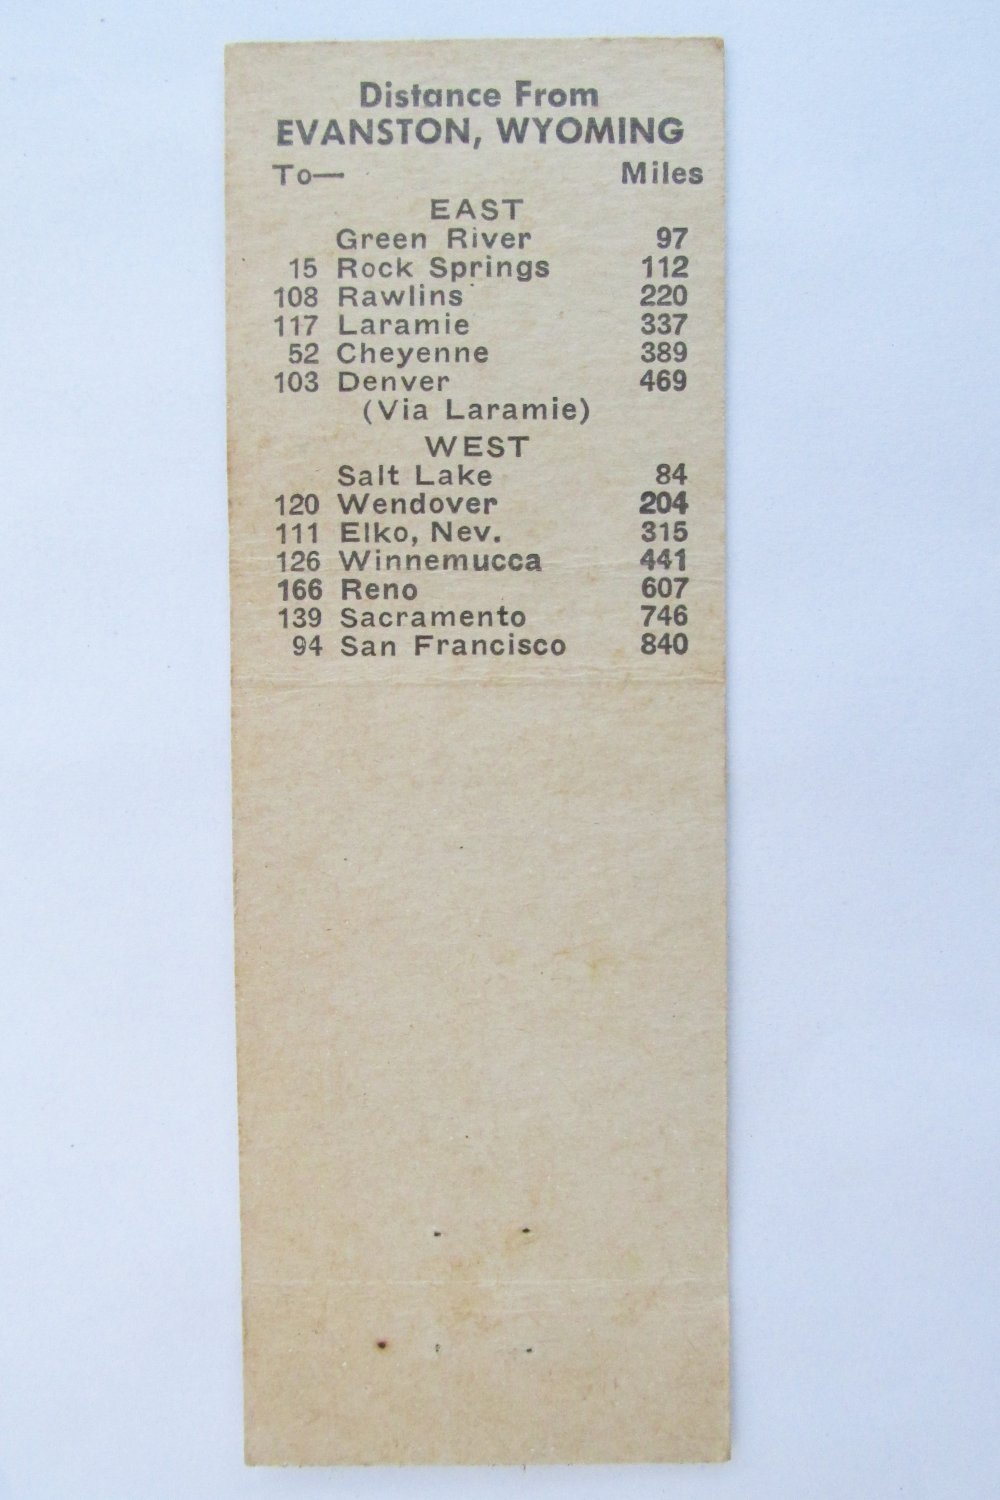 Distance From
EVANSTON, WYOMING
To— Miles
EAST
Green River 97
15 Rock Springs 112
108 Rawlins 220
117 Laramie 337
52 Cheyenne 389
103 Denver 469
(Via Laramie)
WEST
Salt Lake 84
120 Wendover 204
111 Elko, Nev. 315
126 Winnemucca 441
166 Reno 607
139 Sacramento 746
94 San Francisco 840